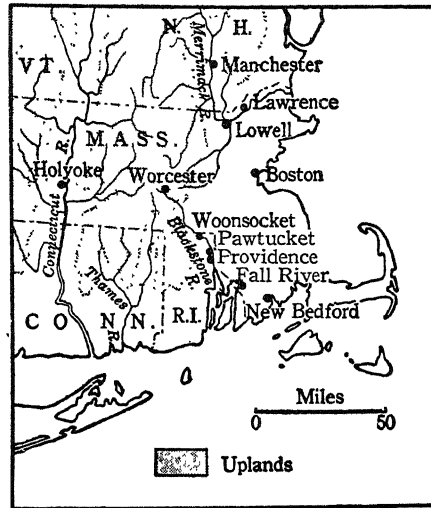 N. H.
Merrimack R.
VT
Manchester
Lawrence
MASS.
Lowell
R.
Holyoke
Worcester
Boston
Connecticut
Woonsocket
Pawtucket
Blackstone R.
Providence
Thames R.
Fall River
CONN.
R.I.
New Bedford
Miles
0 50
Uplands